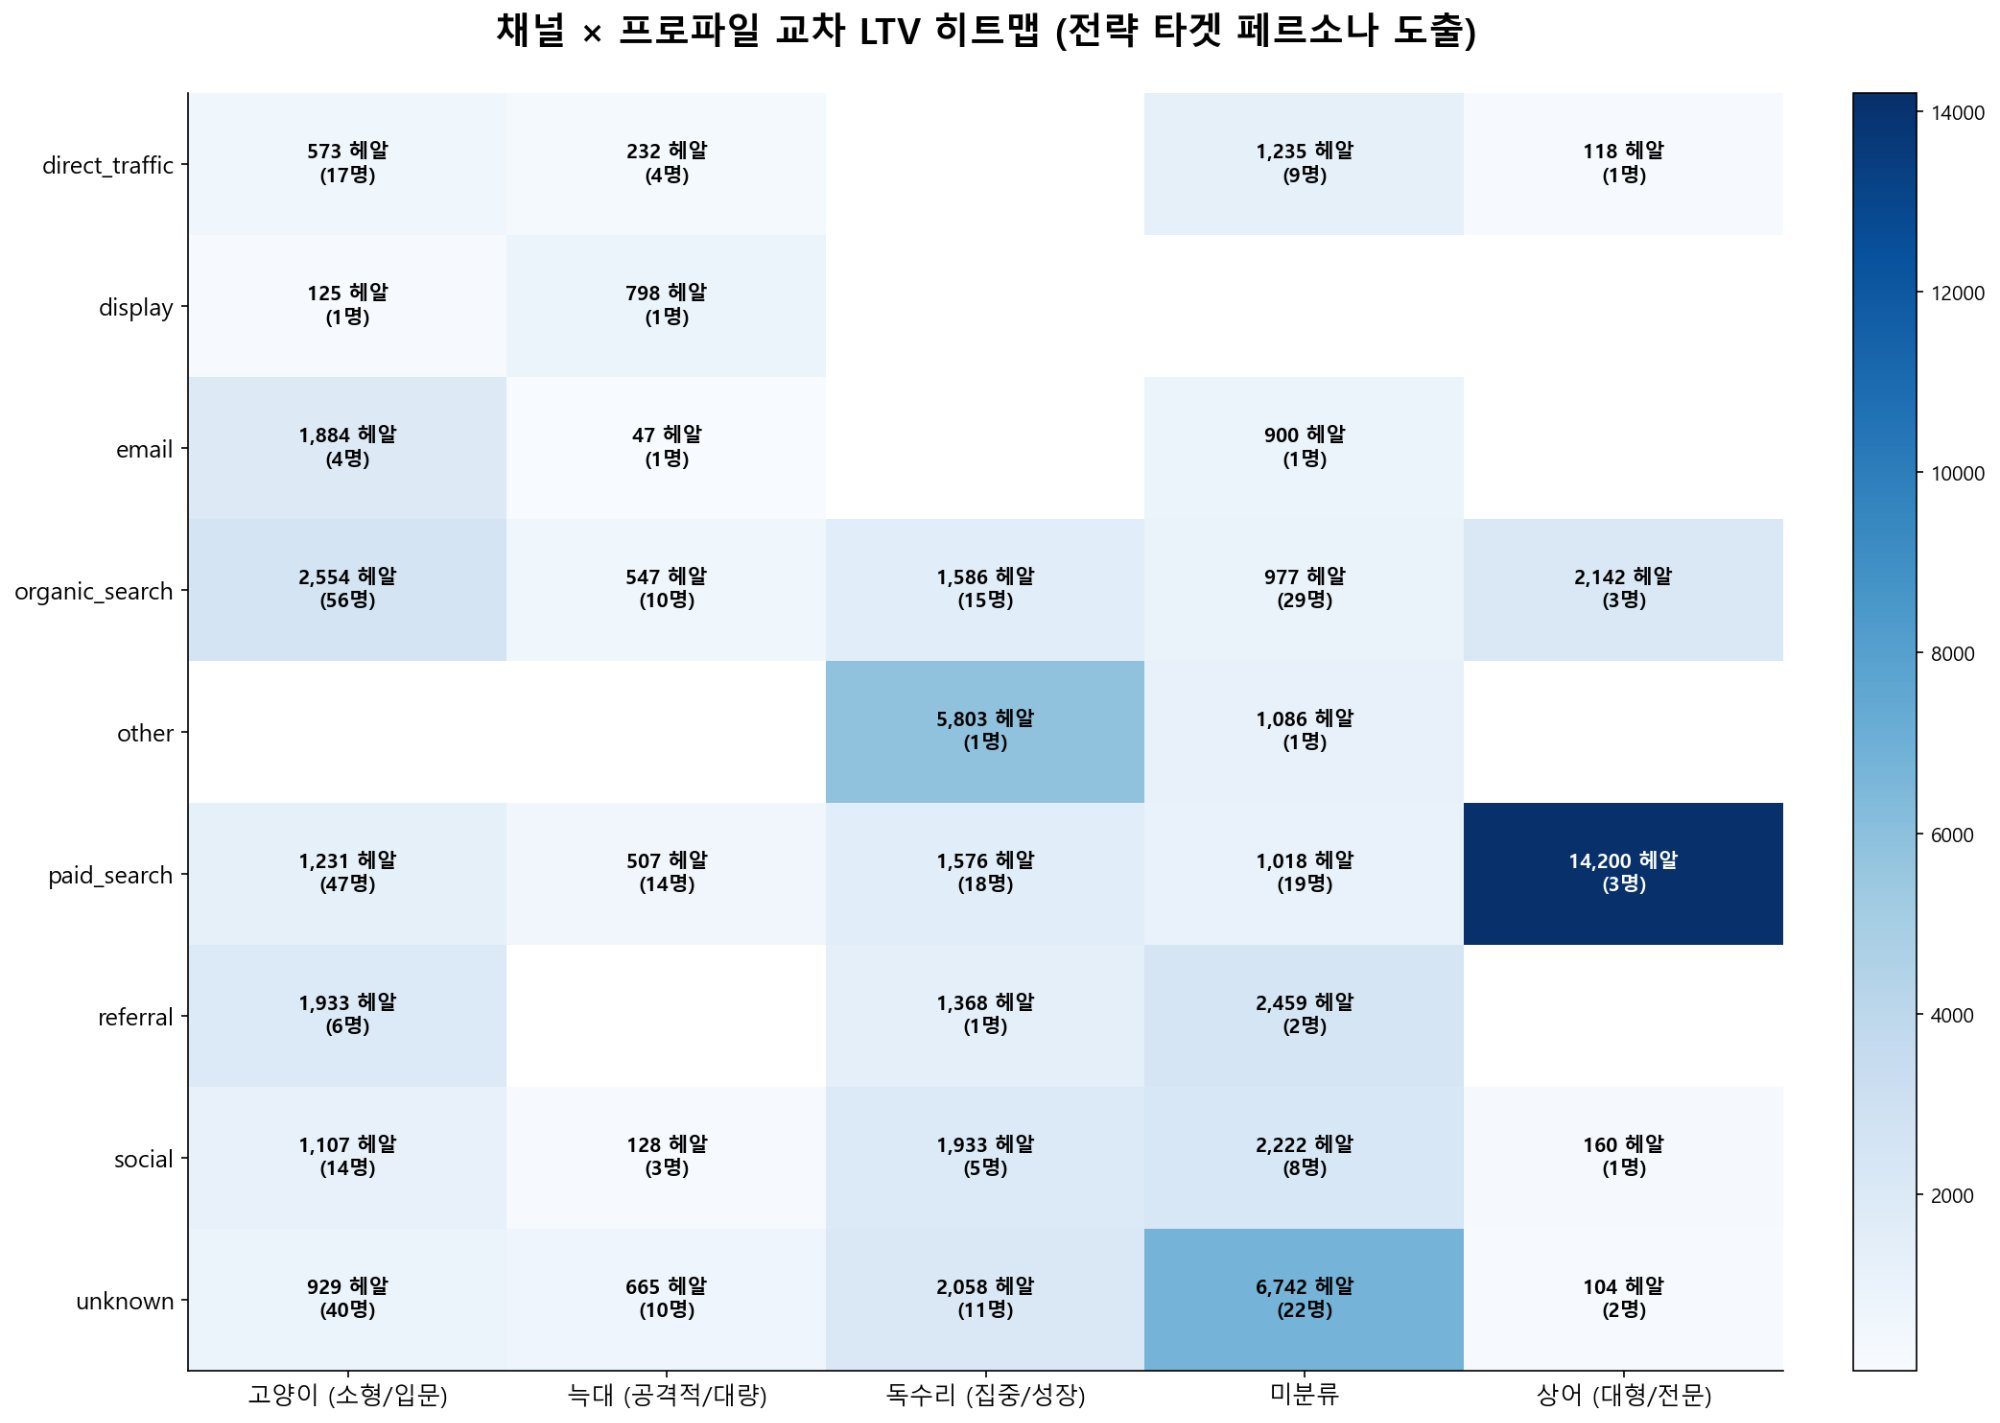 채널 × 프로파일 교차 LTV 히트맵 (전략 타겟 페르소나 도출)
direct_traffic
573 헤알
(17명)
232 헤알
(4명)
1,235 헤알
(9명)
118 헤알
(1명)
display
125 헤알
(1명)
798 헤알
(1명)
email
1,884 헤알
(4명)
47 헤알
(1명)
900 헤알
(1명)
organic_search
2,554 헤알
(56명)
547 헤알
(10명)
1,586 헤알
(15명)
977 헤알
(29명)
2,142 헤알
(3명)
other
5,803 헤알
(1명)
1,086 헤알
(1명)
paid_search
1,231 헤알
(47명)
507 헤알
(14명)
1,576 헤알
(18명)
1,018 헤알
(19명)
14,200 헤알
(3명)
referral
1,933 헤알
(6명)
1,368 헤알
(1명)
2,459 헤알
(2명)
social
1,107 헤알
(14명)
128 헤알
(3명)
1,933 헤알
(5명)
2,222 헤알
(8명)
160 헤알
(1명)
unknown
929 헤알
(40명)
665 헤알
(10명)
2,058 헤알
(11명)
6,742 헤알
(22명)
104 헤알
(2명)
고양이 (소형/입문)
늑대 (공격적/대량)
독수리 (집중/성장)
미분류
상어 (대형/전문)
14000
12000
10000
8000
6000
4000
2000